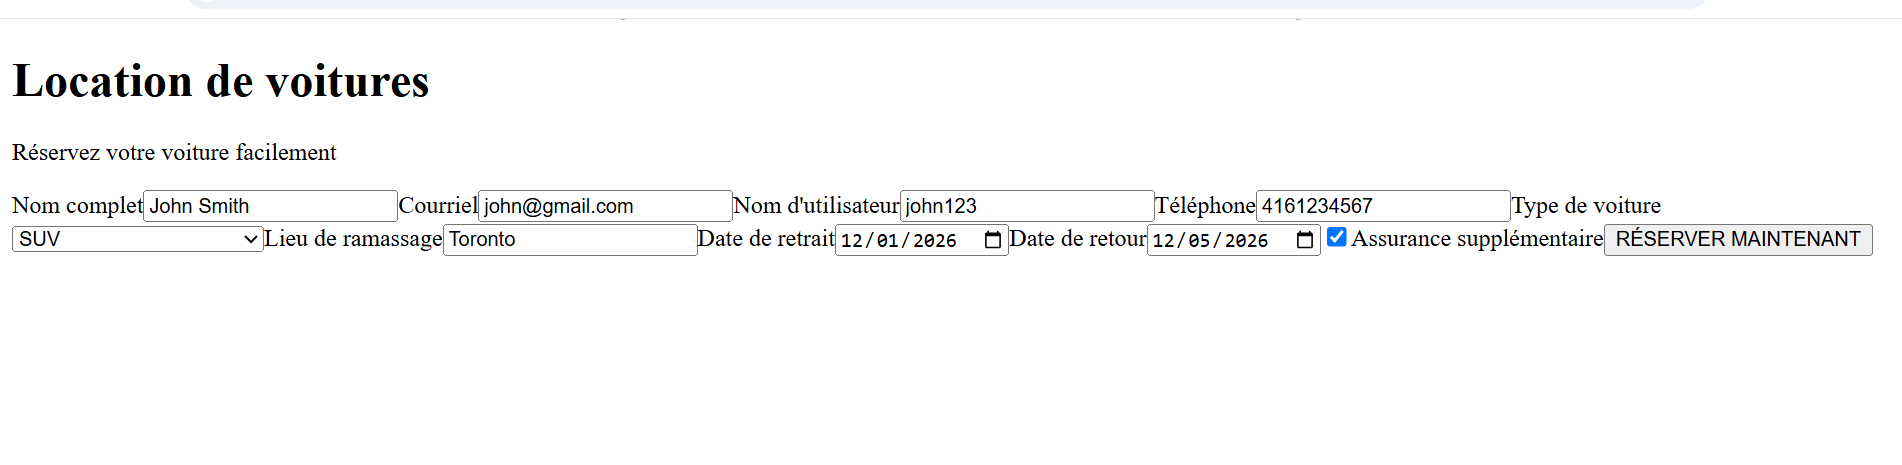 Location de voitures
Réservez votre voiture facilement
Nom complet John Smith Courriel john@gmail.com Nom d'utilisateur john123 Téléphone 4161234567 Type de voiture
SUV Lieu de ramassage Toronto Date de retrait 12/01/2026 Date de retour 12/05/2026 Assurance supplémentaire RÉSERVER MAINTENANT